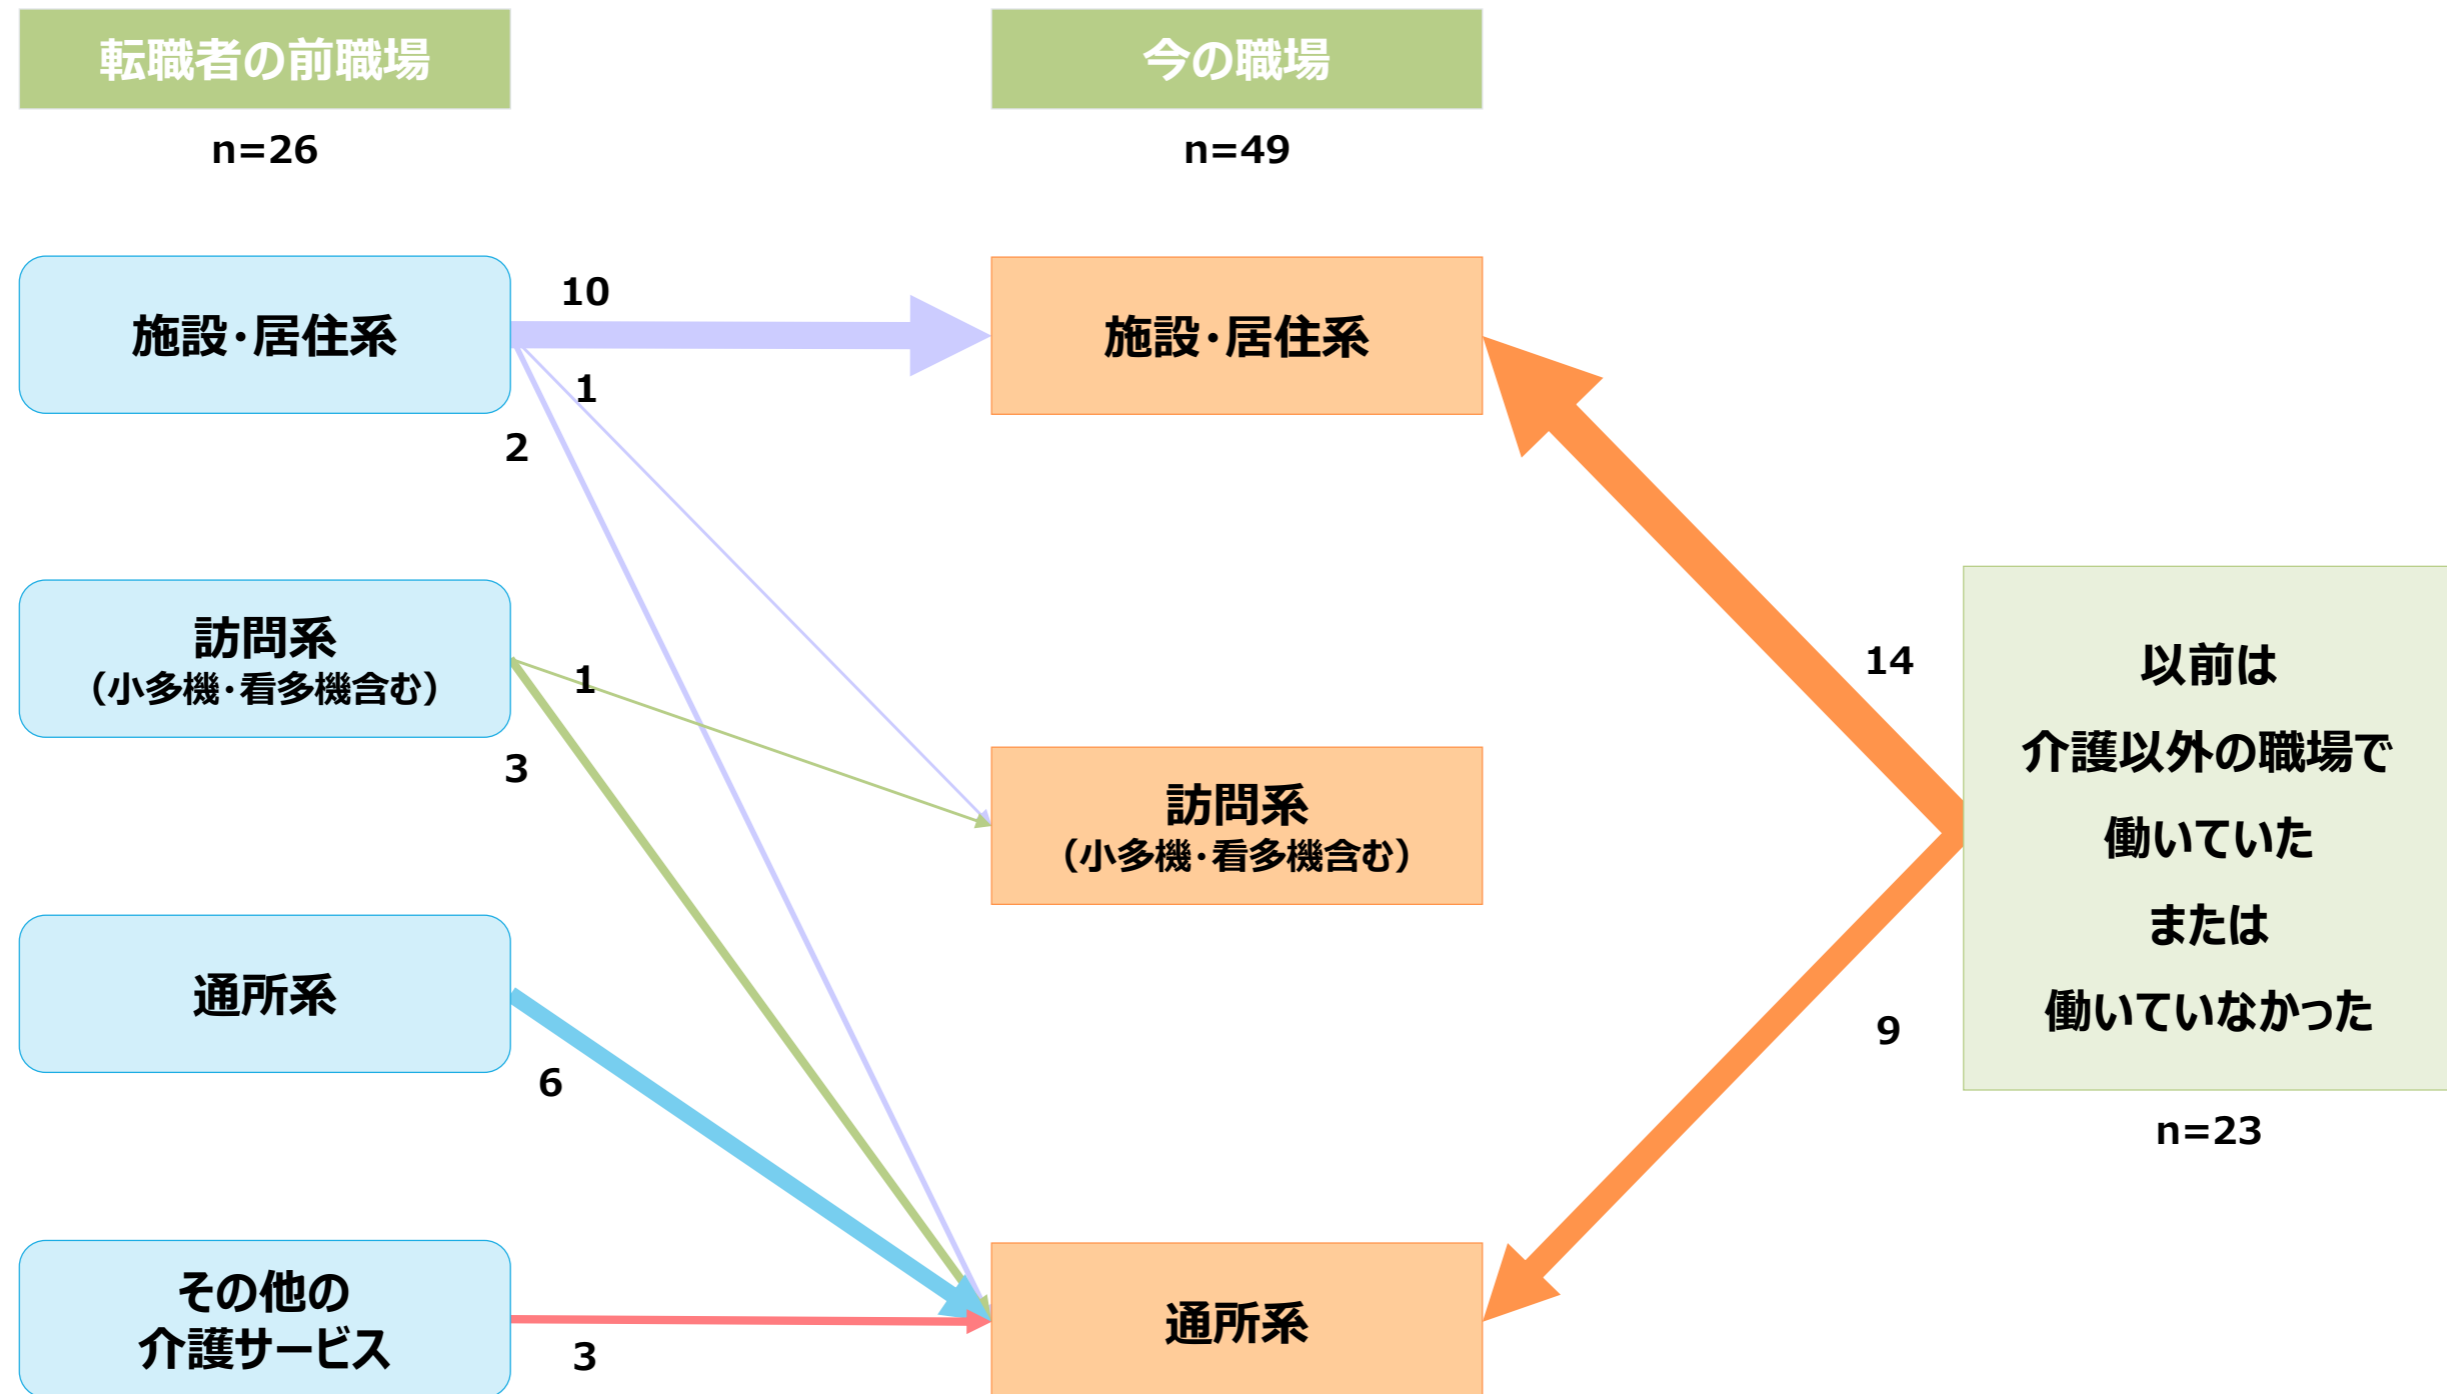 転職者の前職場
今の職場
n=26
n=49
施設・居住系
10
1
2
施設・居住系
訪問系
（小多機・看多機含む）
1
3
訪問系
（小多機・看多機含む）
14
以前は
介護以外の職場で
働いていた
または
働いていなかった
9
n=23
通所系
6
その他の
介護サービス
3
通所系